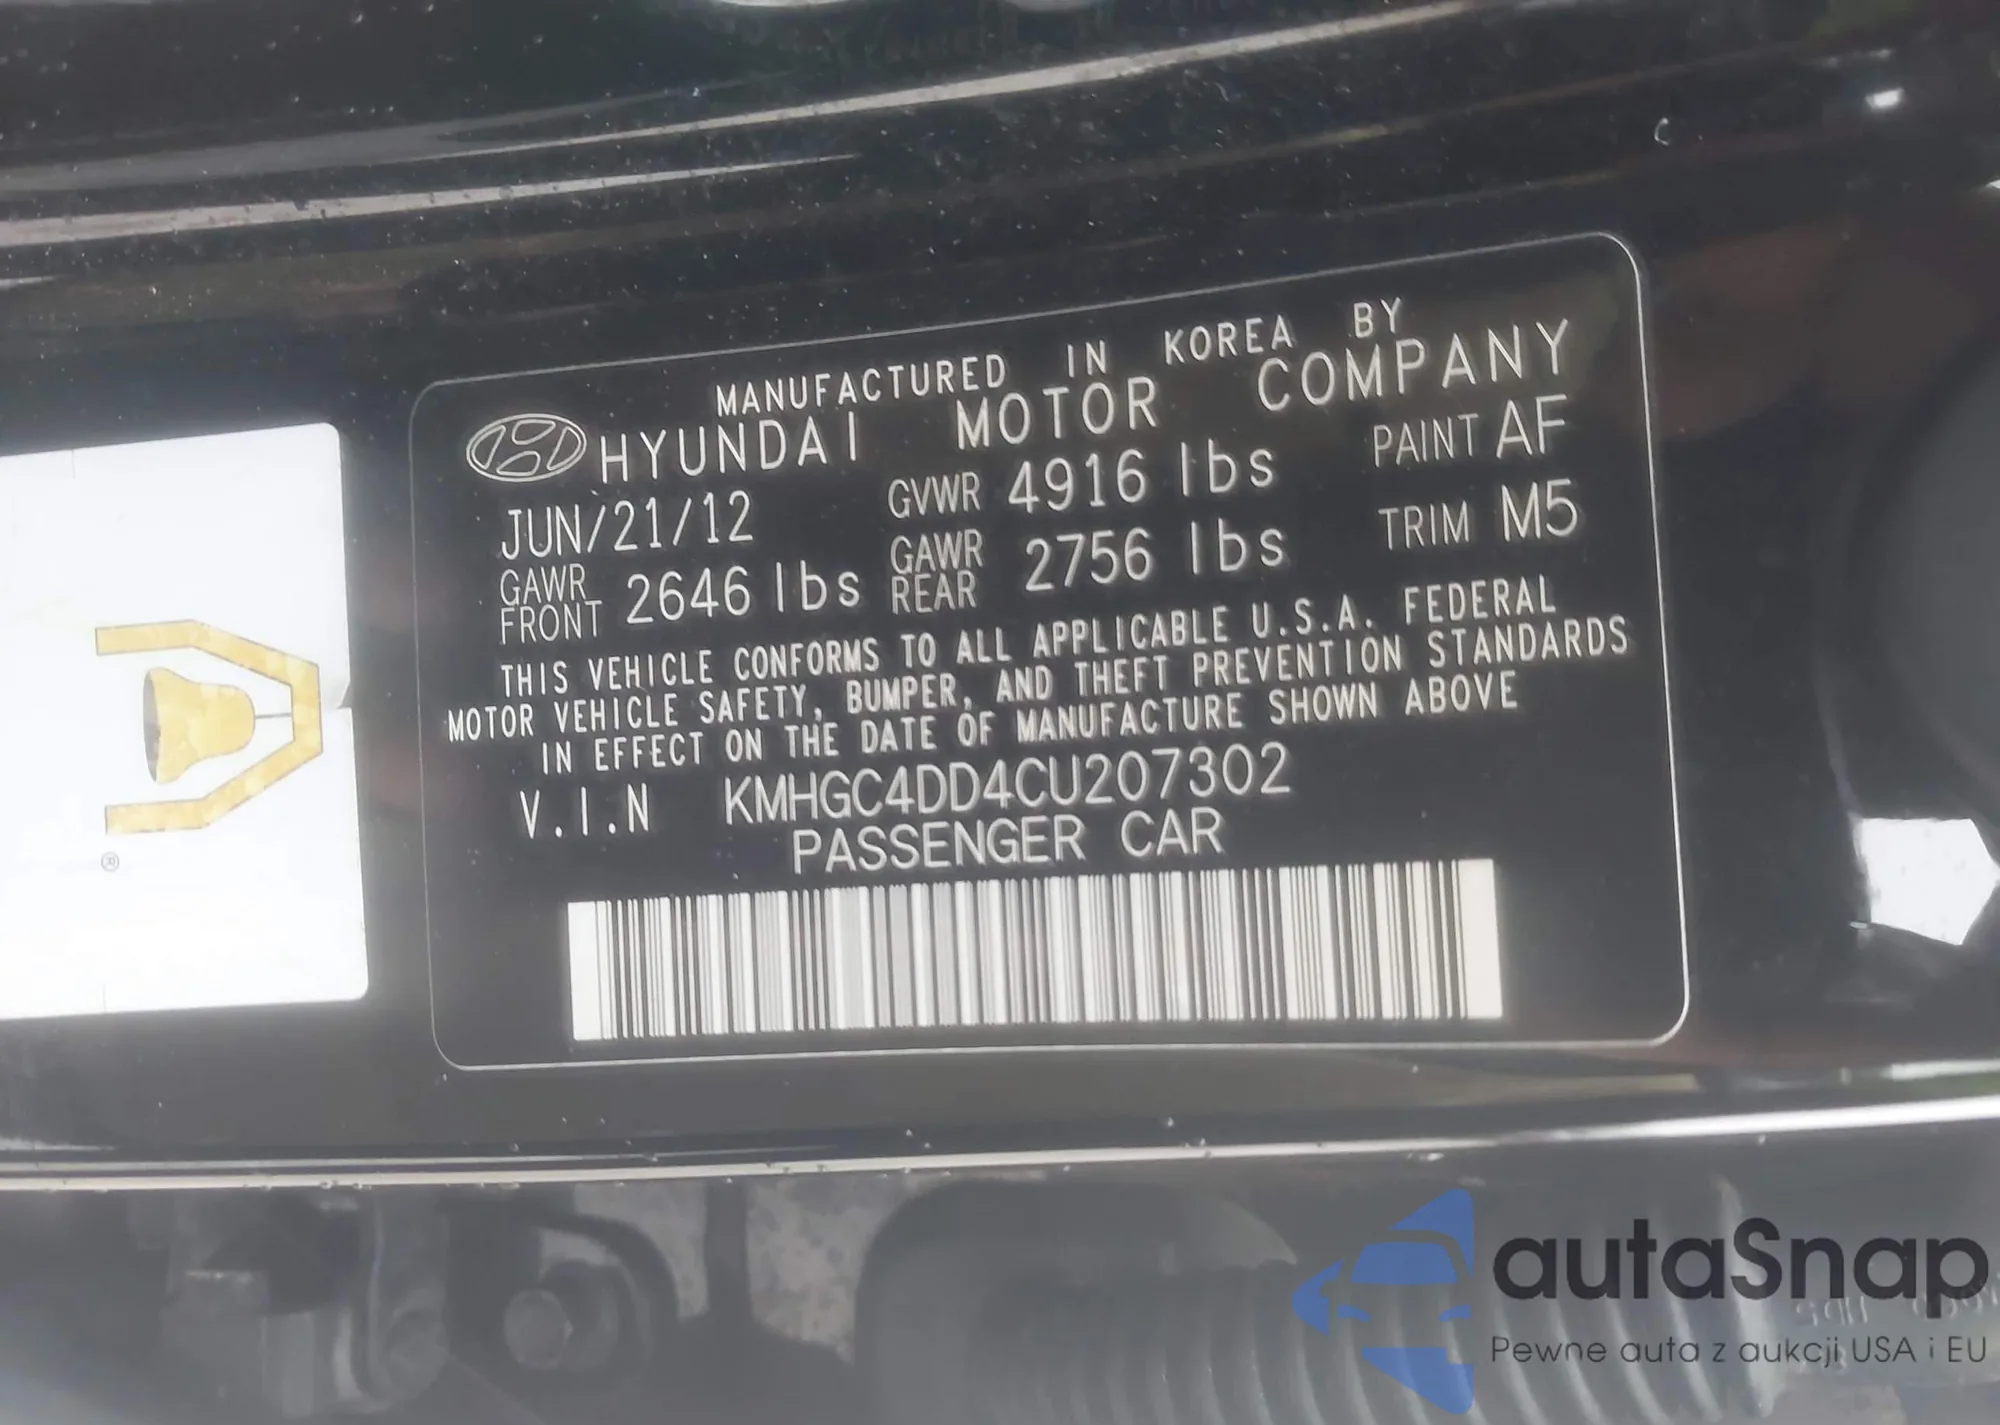 MANUFACTURED IN KOREA BY
HYUNDAI MOTOR COMPANY
JUN/21/12 GVWR 4916 lbs PAINT AF
GAWR FRONT 2646 lbs GAWR REAR 2756 lbs TRIM M5
THIS VEHICLE CONFORMS TO ALL APPLICABLE U.S.A. FEDERAL
MOTOR VEHICLE SAFETY, BUMPER, AND THEFT PREVENTION STANDARDS
IN EFFECT ON THE DATE OF MANUFACTURE SHOWN ABOVE
V.I.N KMHGC4DD4CU207302
PASSENGER CAR
®
autaSnap
Pewne auta z aukcji USA i EU